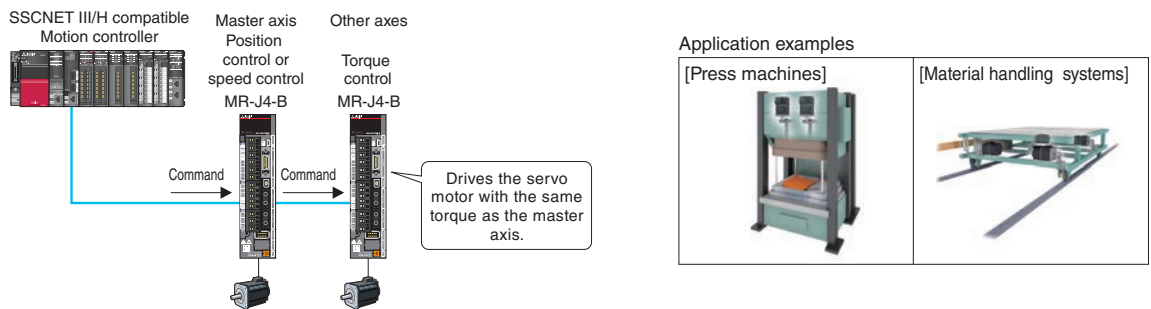 SSCNET III/H compatible
Motion controller
Master axis
Position
control or
speed control
MR-J4-B
Other axes
Torque
control
MR-J4-B
Command
Command
Drives the servo
motor with the same
torque as the master
axis.
Application examples
[Press machines]
[Material handling systems]